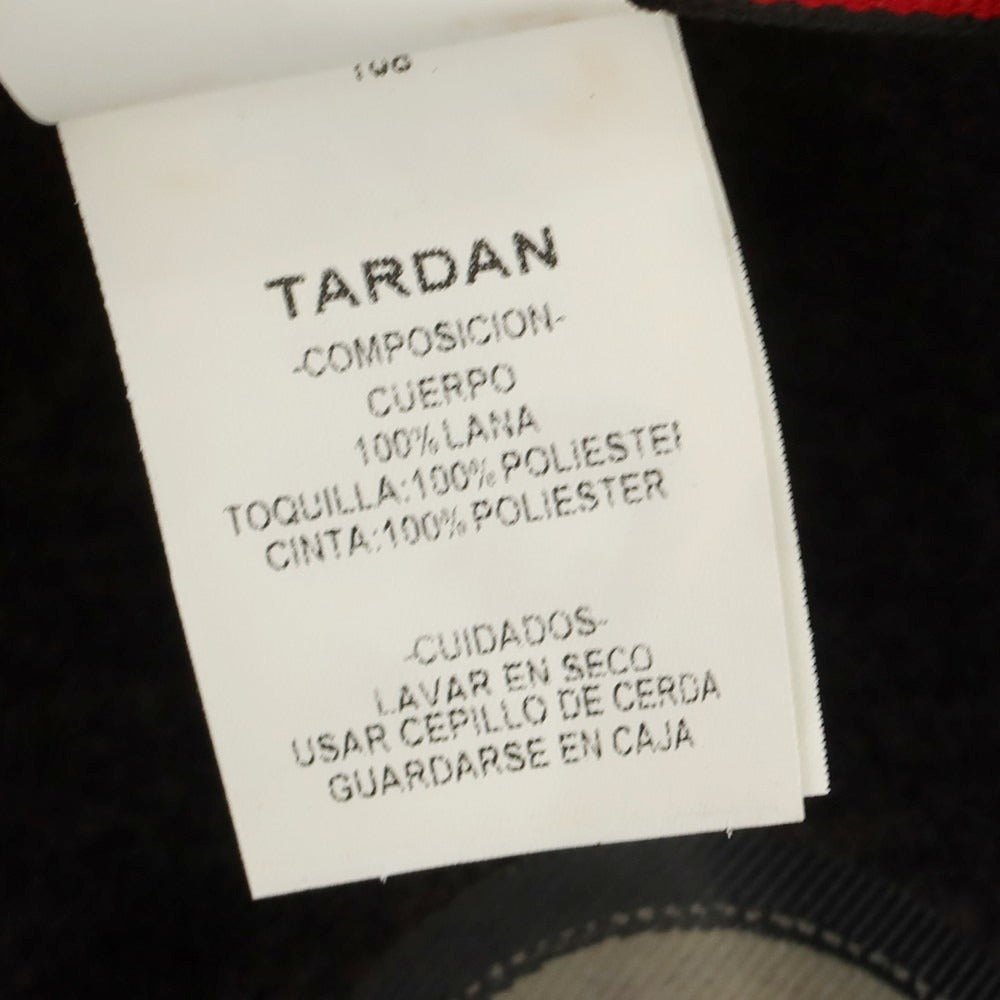 TARDAN
-COMPOSICION-
CUERPO
100% LANA
TOQUILLA:100% POLIESTER
CINTA:100% POLIESTER
-CUIDADOS-
LAVAR EN SECO
USAR CEPILLO DE CERDA
GUARDARSE EN CAJA